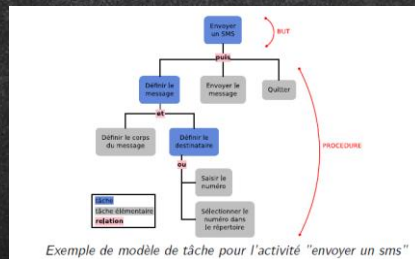 Envoyer
un SMS
BUT
puis
Définir le
message
Envoyer le
message
Quitter
et
Définir le corps
du message
Définir le
destinataire
PROCEDURE
ou
Saisir le
numéro
Sélectionner le
numéro dans
le répertoire
tâche
tâche élémentaire
relation
Exemple de modèle de tâche pour l'activité "envoyer un sms"